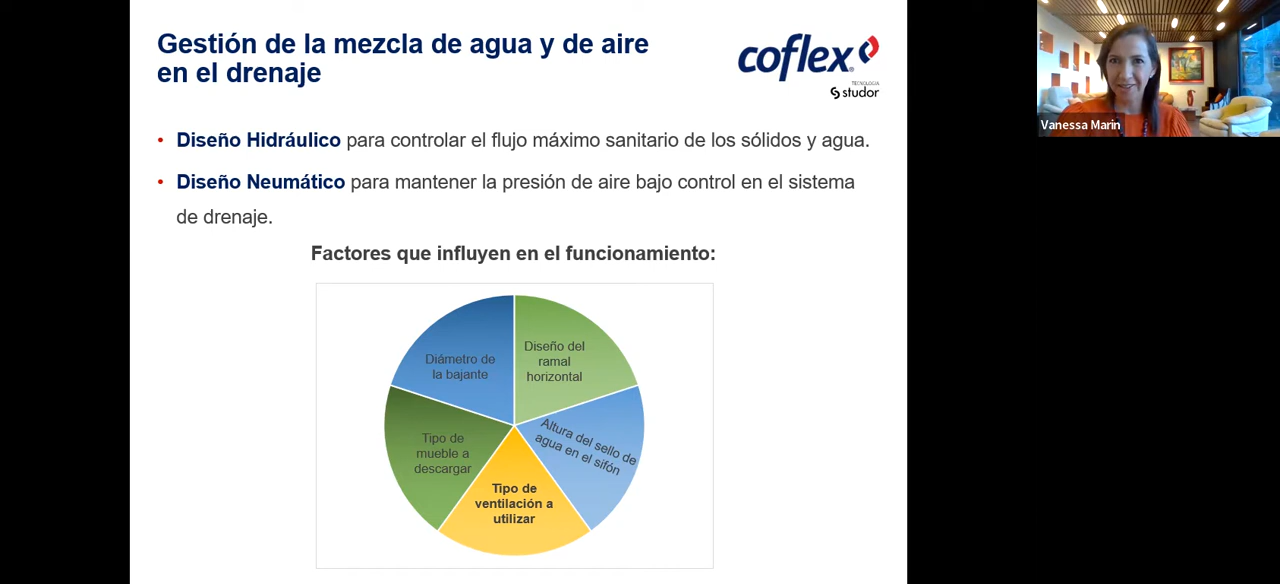 Gestión de la mezcla de agua y de aire
en el drenaje
coflex®
TECNOLOGÍA
studor
• Diseño Hidráulico para controlar el flujo máximo sanitario de los sólidos y agua.
• Diseño Neumático para mantener la presión de aire bajo control en el sistema
de drenaje.
Factores que influyen en el funcionamiento:
Diámetro de
la bajante
Diseño del
ramal
horizontal
Tipo de
mueble a
descargar
Altura del sello de
agua en el sifón
Tipo de
ventilación a
utilizar
Vanessa Marin